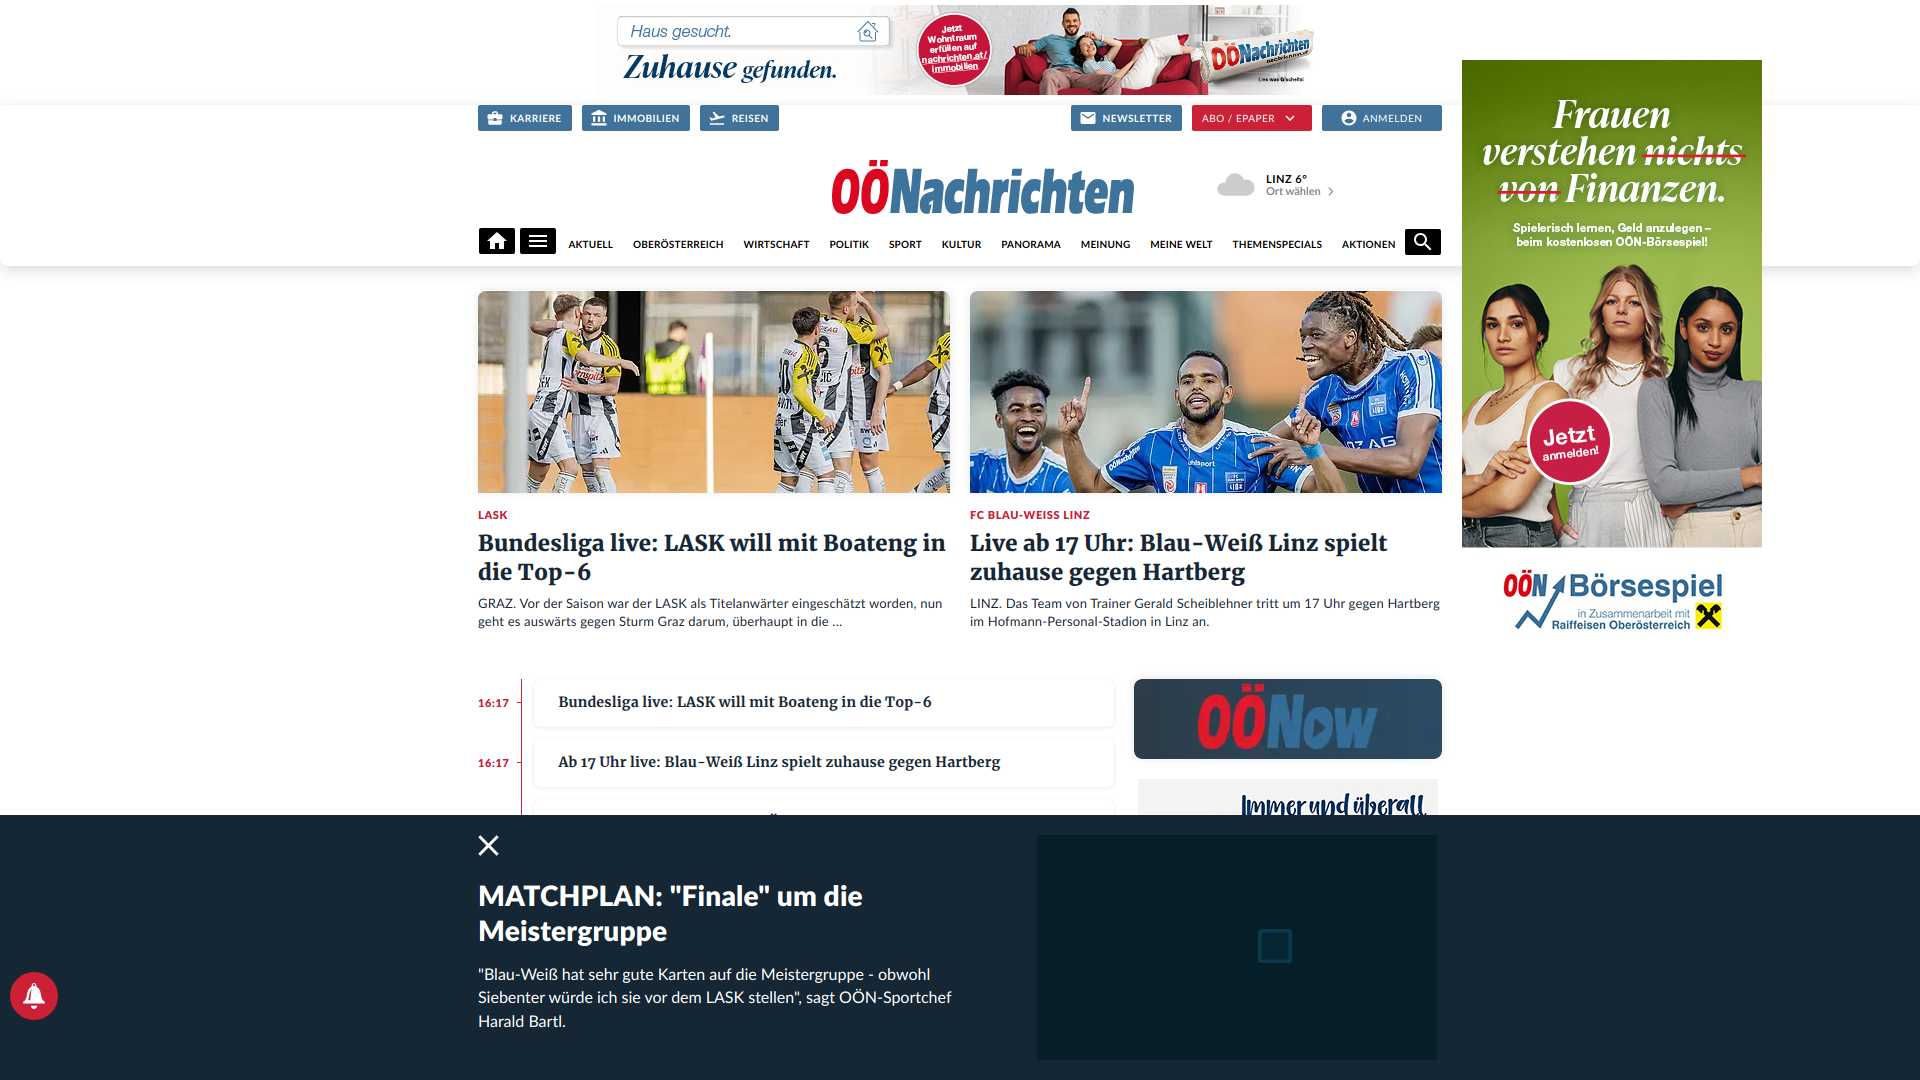 Haus gesucht.
Zuhause gefunden.
Jetzt
Wohntraum
erfüllen auf
nachrichten.at/
immobilien
OÖNachrichten
Lies was G'scheits!
KARRIERE
IMMOBILIEN
REISEN
NEWSLETTER
ABO / EPAPER
ANMELDEN
OÖNachrichten
LINZ 6°
Ort wählen
AKTUELL
OBERÖSTERREICH
WIRTSCHAFT
POLITIK
SPORT
KULTUR
PANORAMA
MEINUNG
MEINE WELT
THEMENSPECIALS
AKTIONEN
Frauen
verstehen nichts
von Finanzen.
Spielerisch lernen, Geld anzulegen –
beim kostenlosen OÖN-Börsespiel!
Jetzt
anmelden!
OÖN Börsespiel
in Zusammenarbeit mit
Raiffeisen Oberösterreich
LASK
Bundesliga live: LASK will mit Boateng in
die Top-6
GRAZ. Vor der Saison war der LASK als Titelanwärter eingeschätzt worden, nun
geht es auswärts gegen Sturm Graz darum, überhaupt in die ...
FC BLAU-WEISS LINZ
Live ab 17 Uhr: Blau-Weiß Linz spielt
zuhause gegen Hartberg
LINZ. Das Team von Trainer Gerald Scheiblehner tritt um 17 Uhr gegen Hartberg
im Hofmann-Personal-Stadion in Linz an.
16:17
Bundesliga live: LASK will mit Boateng in die Top-6
16:17
Ab 17 Uhr live: Blau-Weiß Linz spielt zuhause gegen Hartberg
OÖNow
Immer und überall
MATCHPLAN: "Finale" um die
Meistergruppe
"Blau-Weiß hat sehr gute Karten auf die Meistergruppe - obwohl
Siebenter würde ich sie vor dem LASK stellen", sagt OÖN-Sportchef
Harald Bartl.